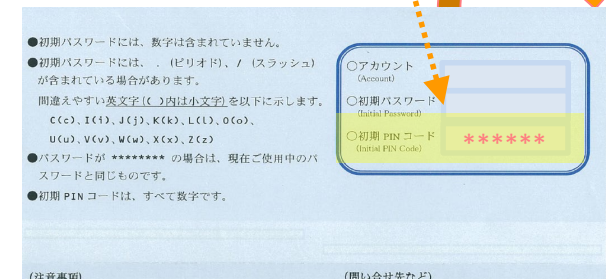 ●初期パスワードには、数字は含まれていません。
●初期パスワードには、．(ピリオド)、/ (スラッシュ)
が含まれている場合があります。
間違えやすい英文字(( )内は小文字)を以下に示します。
C(c)、I(i)、J(j)、K(k)、L(l)、O(o)、
U(u)、V(v)、W(w)、X(x)、Z(z)
●パスワードが ******** の場合は、現在ご使用中のパ
スワードと同じものです。
●初期 PIN コードは、すべて数字です。
○アカウント
(Account)
○初期パスワード
(Initial Password)
○初期 PIN コード
(Initial PIN Code)
******
(注意事項)
(問い合せ先など)